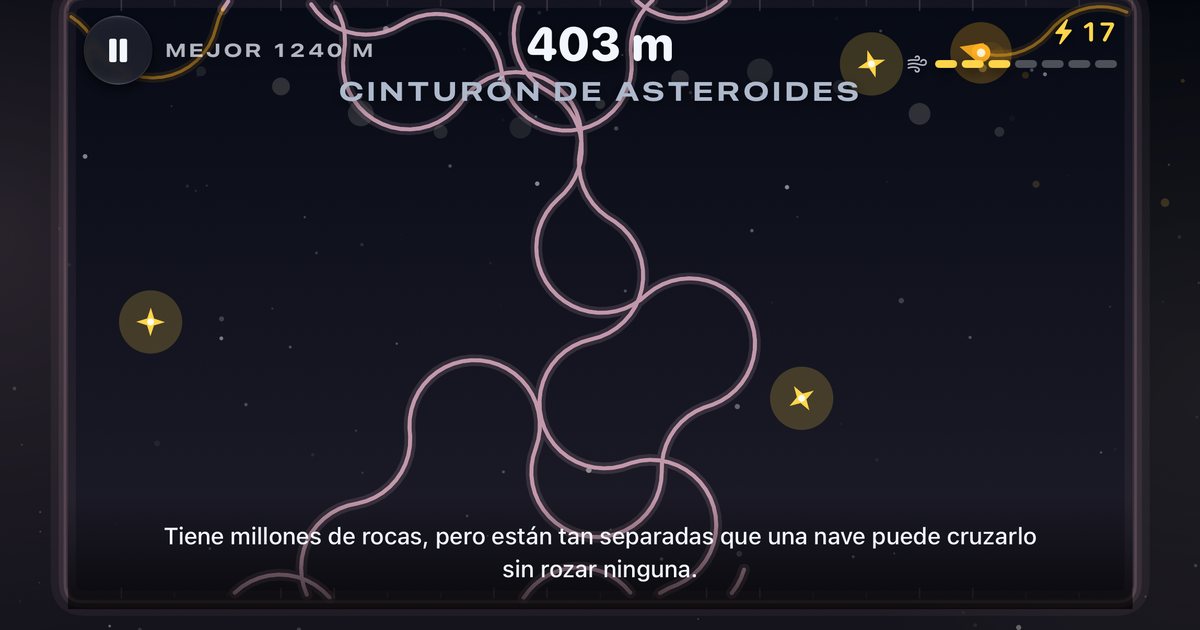 MEJOR 1240 M
403 m
17
CINTURÓN DE ASTEROIDES
Tiene millones de rocas, pero están tan separadas que una nave puede cruzarlo
sin rozar ninguna.